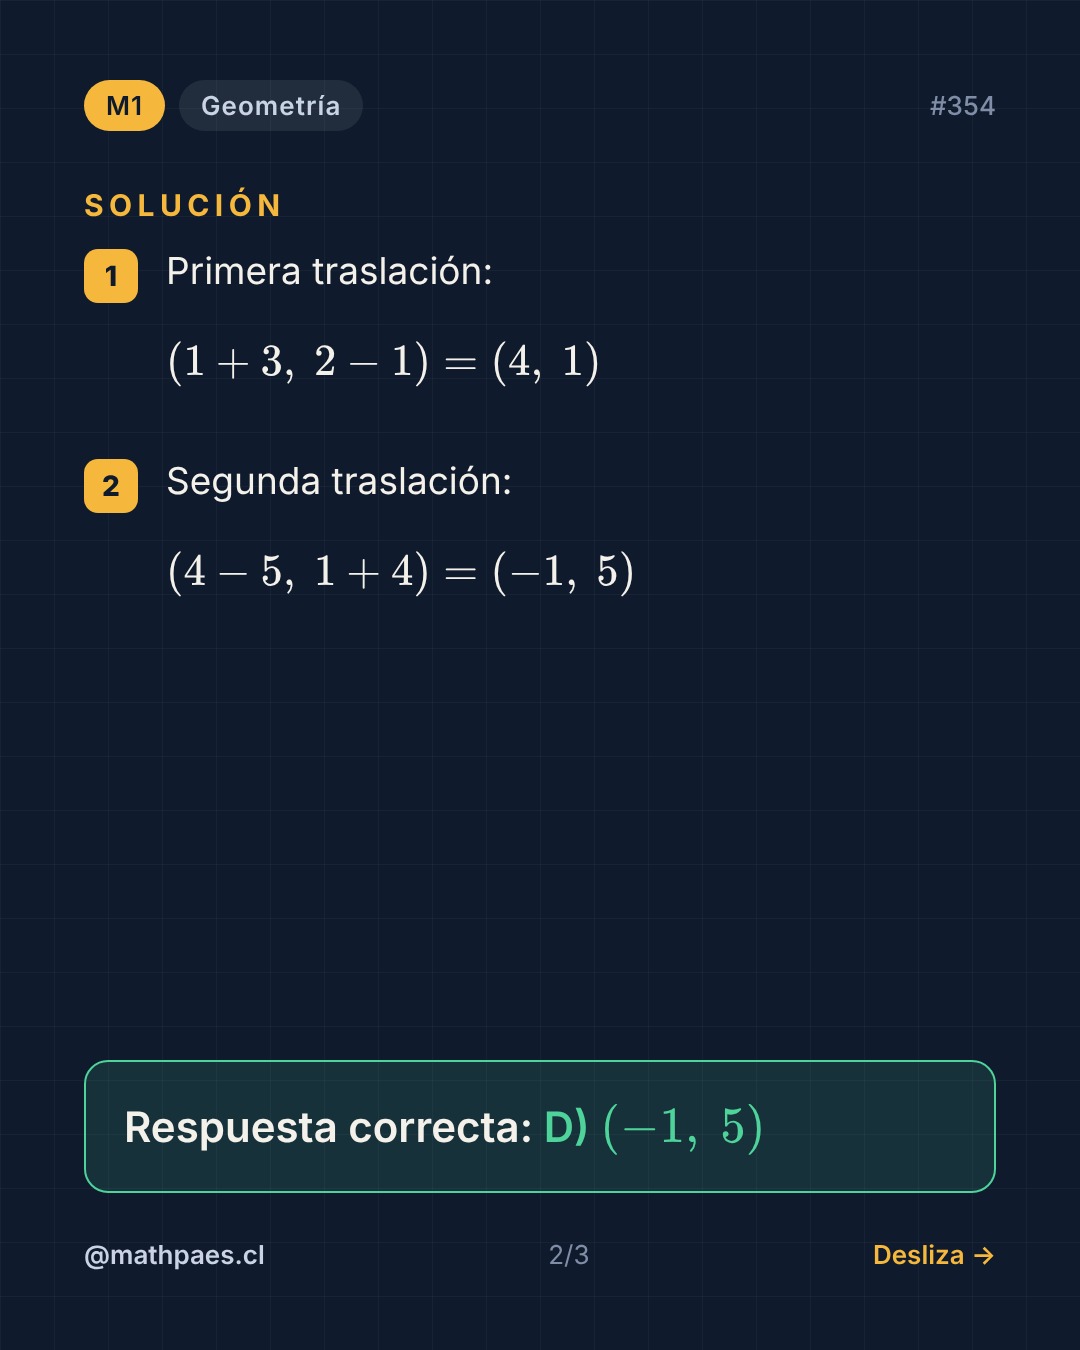 M1 Geometría #354
SOLUCIÓN
1 Primera traslación:
(1 + 3, 2 − 1) = (4, 1)
2 Segunda traslación:
(4 − 5, 1 + 4) = (−1, 5)
Respuesta correcta: D) (−1, 5)
@mathpaes.cl 2/3 Desliza →